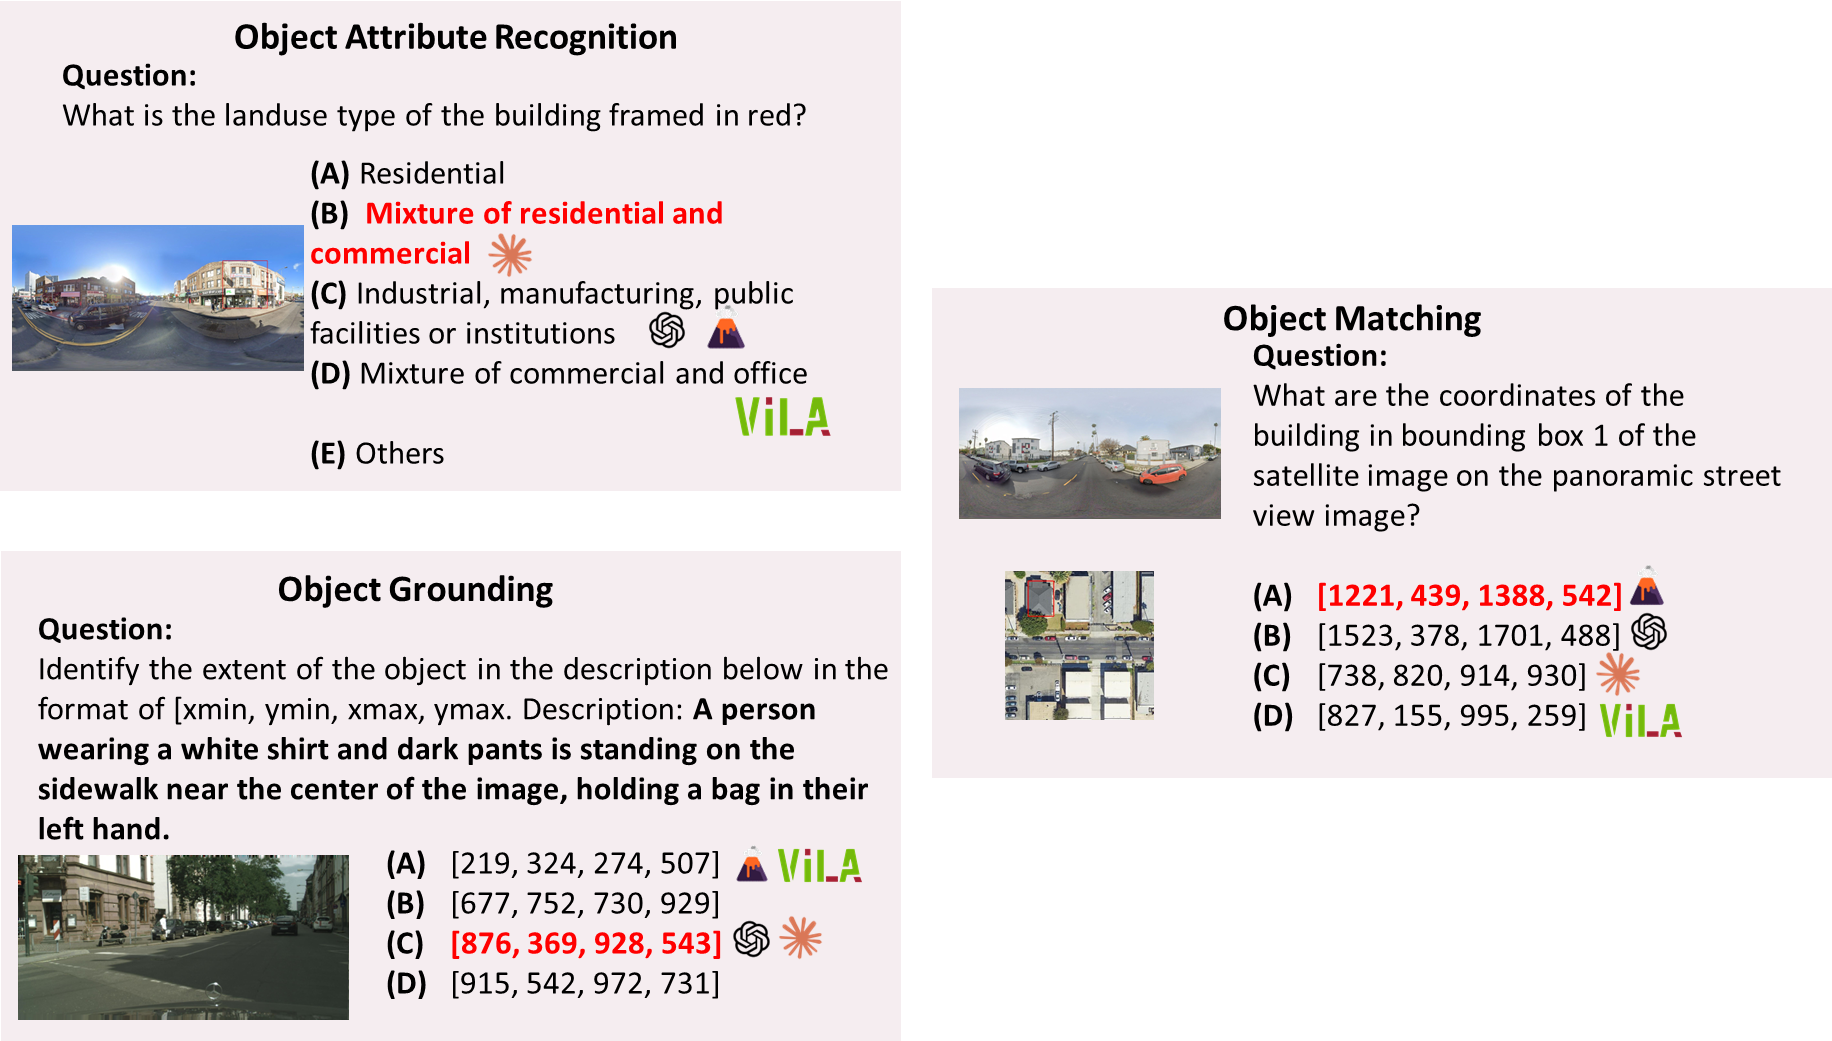 Object Attribute Recognition
Question:
What is the landuse type of the building framed in red?
(A) Residential
(B) Mixture of residential and
commercial
(C) Industrial, manufacturing, public
facilities or institutions
(D) Mixture of commercial and office
ViLA
(E) Others
Object Grounding
Question:
Identify the extent of the object in the description below in the
format of [xmin, ymin, xmax, ymax. Description: A person
wearing a white shirt and dark pants is standing on the
sidewalk near the center of the image, holding a bag in their
left hand.
(A) [219, 324, 274, 507] ViLA
(B) [677, 752, 730, 929]
(C) [876, 369, 928, 543]
(D) [915, 542, 972, 731]
Object Matching
Question:
What are the coordinates of the
building in bounding box 1 of the
satellite image on the panoramic street
view image?
(A) [1221, 439, 1388, 542]
(B) [1523, 378, 1701, 488]
(C) [738, 820, 914, 930]
(D) [827, 155, 995, 259] ViLA